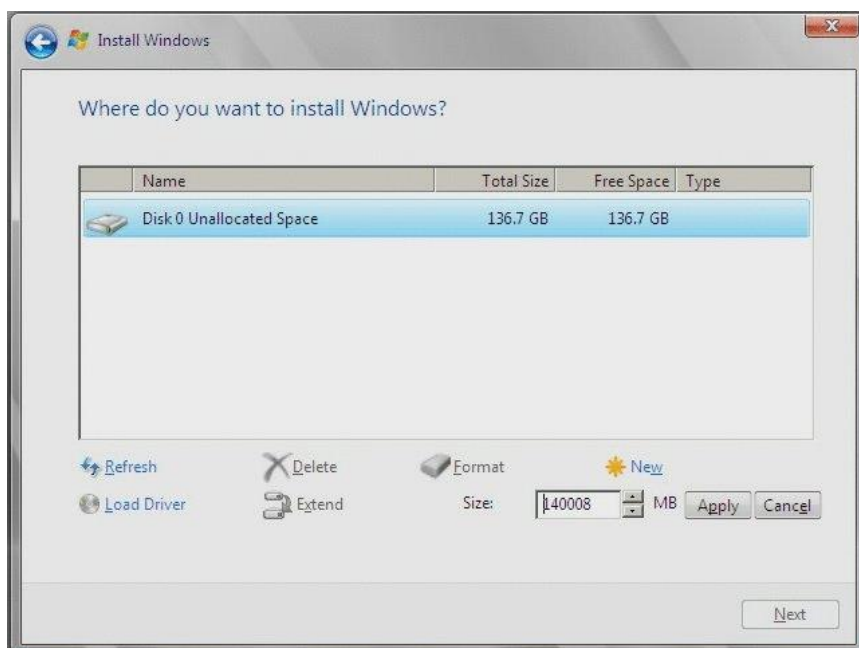 Install Windows
Where do you want to install Windows?
Name Total Size Free Space Type
Disk 0 Unallocated Space 136.7 GB 136.7 GB
Refresh Delete Format New
Load Driver Extend Size: 140008 MB Apply Cancel
Next